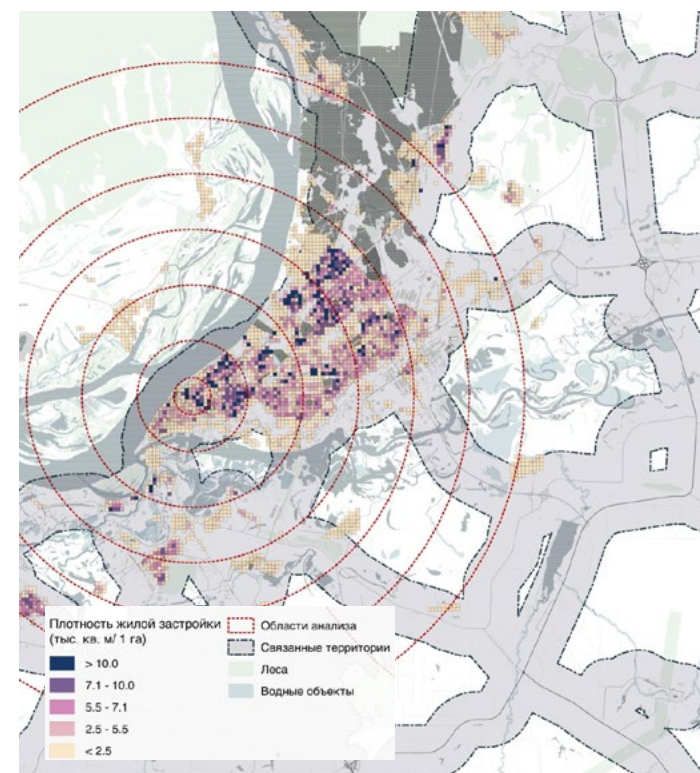 Плотность жилой застройки
(тыс. кв. м/ 1 га)
> 10.0
7.1 - 10.0
5.5 - 7.1
2.5 - 5.5
< 2.5
Области анализа
Связанные территории
Леса
Водные объекты